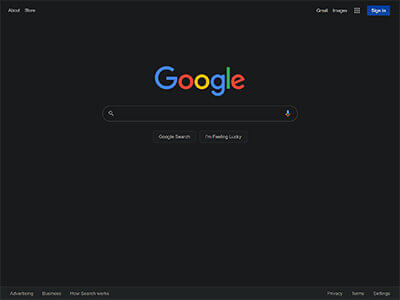 About Store Gmail Images Sign in
Google
Google Search I'm Feeling Lucky
Advertising Business How Search works Privacy Terms Settings